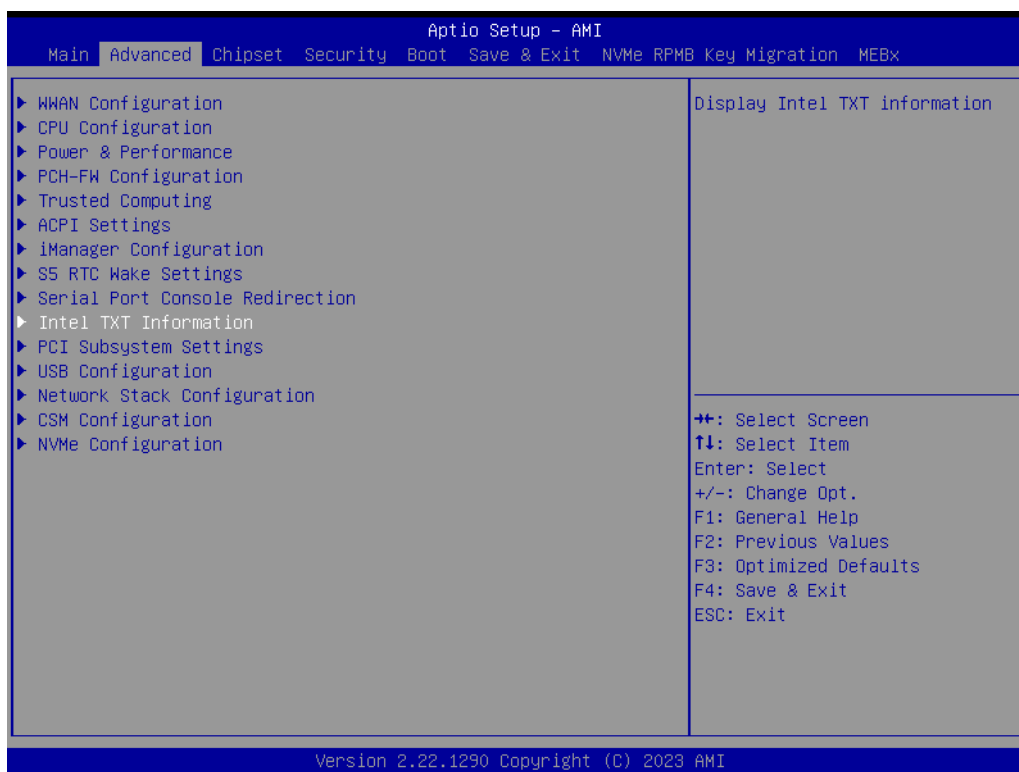 Aptio Setup – AMI
Main Advanced Chipset Security Boot Save & Exit NVMe RPMB Key Migration MEBx
▶ WWAN Configuration
▶ CPU Configuration
▶ Power & Performance
▶ PCH-FW Configuration
▶ Trusted Computing
▶ ACPI Settings
▶ iManager Configuration
▶ S5 RTC Wake Settings
▶ Serial Port Console Redirection
▶ Intel TXT Information
▶ PCI Subsystem Settings
▶ USB Configuration
▶ Network Stack Configuration
▶ CSM Configuration
▶ NVMe Configuration
Display Intel TXT information
→←: Select Screen
↑↓: Select Item
Enter: Select
+/-: Change Opt.
F1: General Help
F2: Previous Values
F3: Optimized Defaults
F4: Save & Exit
ESC: Exit
Version 2.22.1290 Copyright (C) 2023 AMI